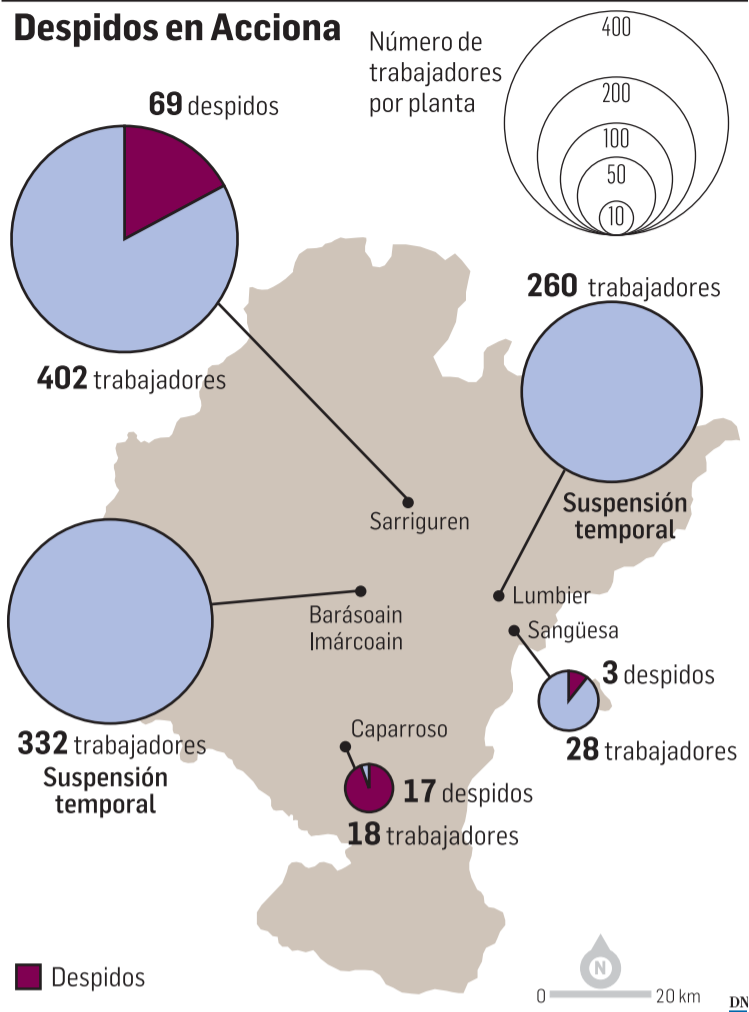 Despidos en Acciona
Número de
trabajadores
por planta
400
200
100
50
10
69 despidos
402 trabajadores
260 trabajadores
Suspensión
temporal
Sarriguren
Barásoain
Imárcoain
Lumbier
Sangüesa
332 trabajadores
Suspensión
temporal
3 despidos
28 trabajadores
Caparroso
17 despidos
18 trabajadores
Despidos
N
0 20 km
DN